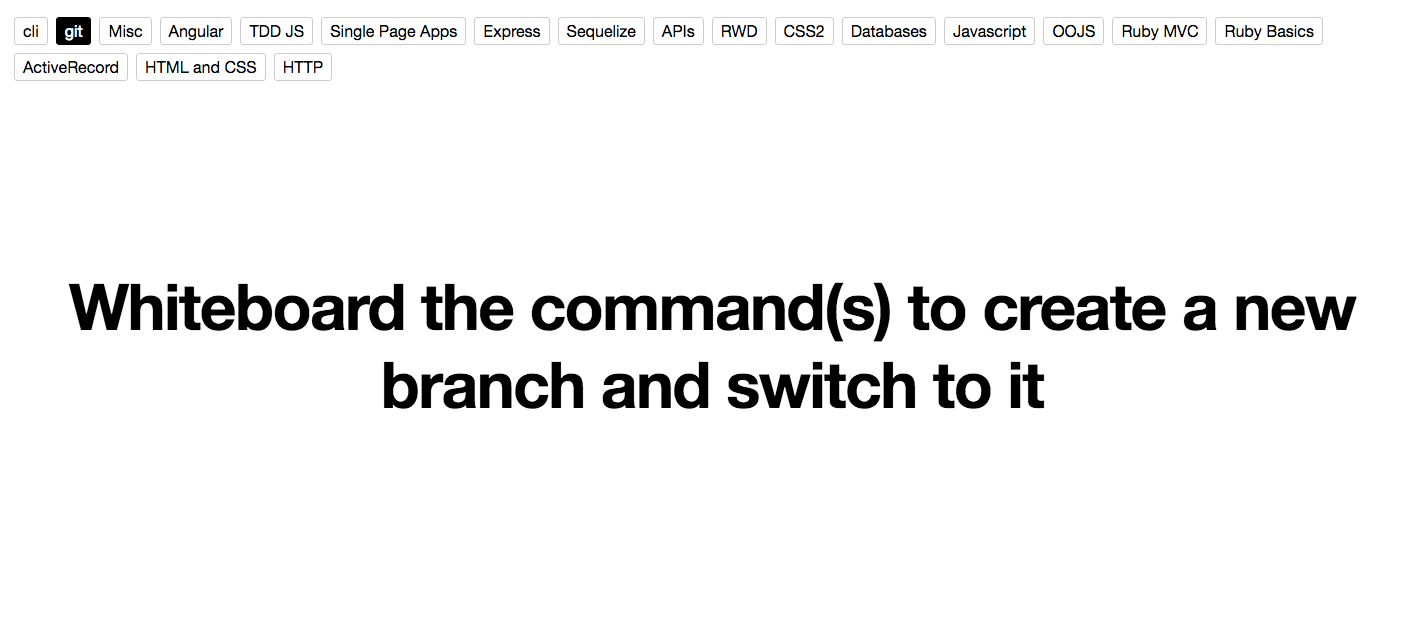 cli git Misc Angular TDD JS Single Page Apps Express Sequelize APIs RWD CSS2 Databases Javascript OOJS Ruby MVC Ruby Basics
ActiveRecord HTML and CSS HTTP
Whiteboard the command(s) to create a new
branch and switch to it